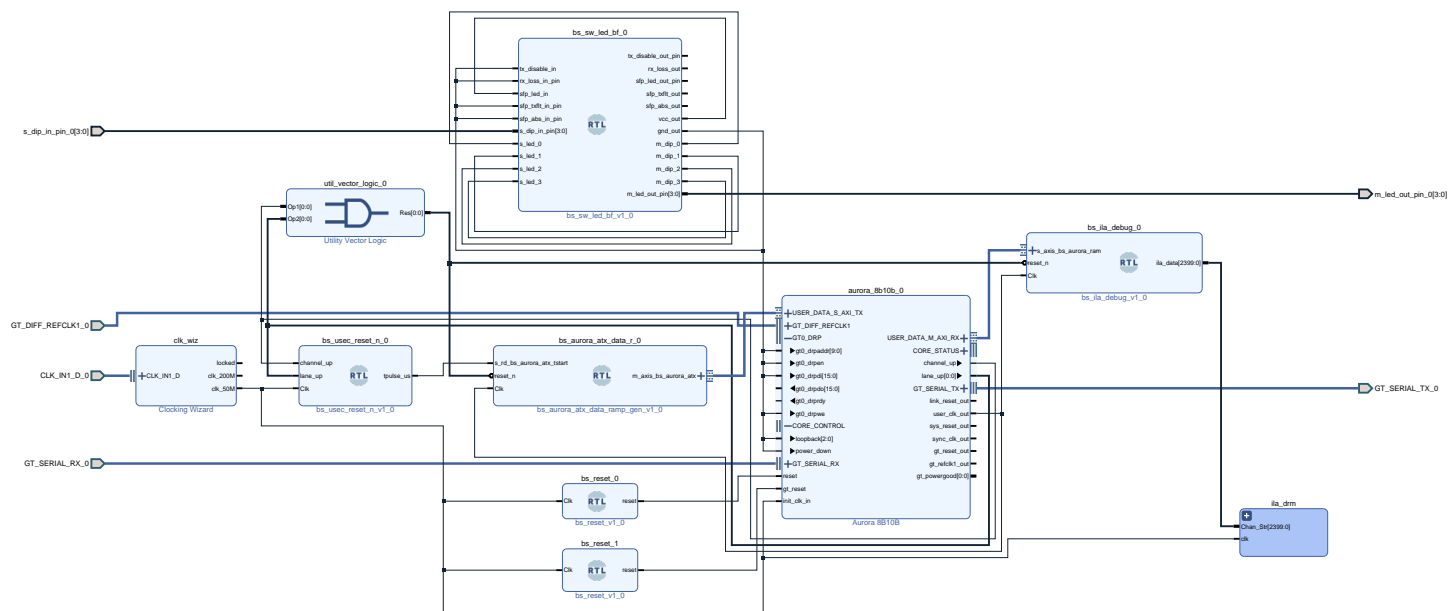 bs_sw_led_bf_0
tx_disable_in
rx_loss_in_pin
sfp_led_in
sfp_txflt_in_pin
sfp_abs_in_pin
s_dip_in_pin[3:0]
s_led_0
s_led_1
s_led_2
s_led_3
RTL
tx_disable_out_pin
rx_loss_out
sfp_led_out_pin
sfp_txflt_out
sfp_abs_out
vcc_out
gnd_out
m_dip_0
m_dip_1
m_dip_2
m_dip_3
m_led_out_pin[3:0]
bs_sw_led_bf_v1_0
s_dip_in_pin_0[3:0]
m_led_out_pin_0[3:0]
util_vector_logic_0
Op1[0:0]
Op2[0:0]
Res[0:0]
Utility Vector Logic
bs_ila_debug_0
s_axis_bs_aurora_ram
reset_n
Clk
RTL
ila_data[2399:0]
bs_ila_debug_v1_0
GT_DIFF_REFCLK1_0
CLK_IN1_D_0
GT_SERIAL_RX_0
clk_wiz
CLK_IN1_D
locked
clk_200M
clk_50M
Clocking Wizard
bs_usec_reset_n_0
channel_up
lane_up
Clk
RTL
tpulse_us
bs_usec_reset_n_v1_0
bs_aurora_atx_data_r_0
s_rd_bs_aurora_atx_tstart
reset_n
Clk
RTL
m_axis_bs_aurora_atx
bs_aurora_atx_data_ramp_gen_v1_0
aurora_8b10b_0
USER_DATA_S_AXI_TX
GT_DIFF_REFCLK1
GT0_DRP
gt0_drpaddr[9:0]
gt0_drpen
gt0_drpdi[15:0]
gt0_drpdo[15:0]
gt0_drprdy
gt0_drpwe
CORE_CONTROL
loopback[2:0]
power_down
GT_SERIAL_RX
reset
gt_reset
init_clk_in
USER_DATA_M_AXI_RX
CORE_STATUS
channel_up
lane_up[0:0]
GT_SERIAL_TX
link_reset_out
user_clk_out
sys_reset_out
sync_clk_out
gt_reset_out
gt_refclk1_out
gt_powergood[0:0]
Aurora 8B10B
GT_SERIAL_TX_0
bs_reset_0
Clk
RTL
reset
bs_reset_v1_0
bs_reset_1
Clk
RTL
reset
bs_reset_v1_0
ila_drm
Chan_Str[2399:0]
clk